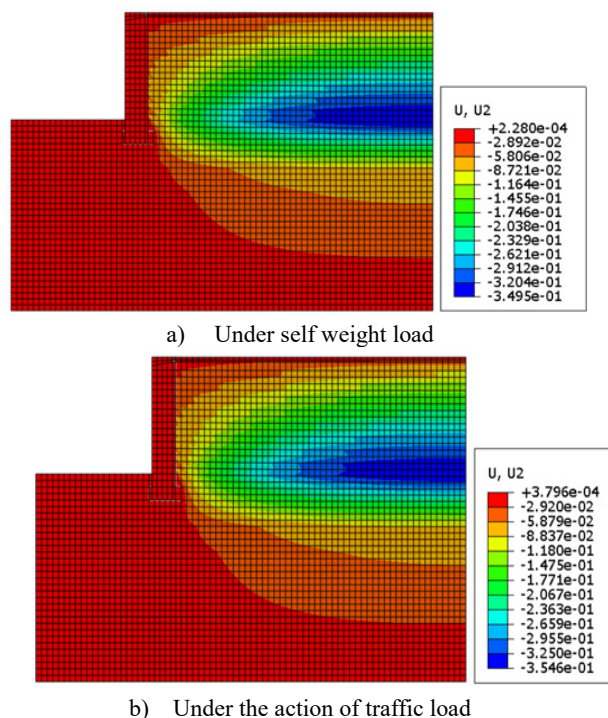 U, U2
+2.280e-04
-2.892e-02
-5.806e-02
-8.721e-02
-1.164e-01
-1.455e-01
-1.746e-01
-2.038e-01
-2.329e-01
-2.621e-01
-2.912e-01
-3.204e-01
-3.495e-01
a) Under self weight load
U, U2
+3.796e-04
-2.920e-02
-5.879e-02
-8.837e-02
-1.180e-01
-1.475e-01
-1.771e-01
-2.067e-01
-2.363e-01
-2.659e-01
-2.955e-01
-3.250e-01
-3.546e-01
b) Under the action of traffic load